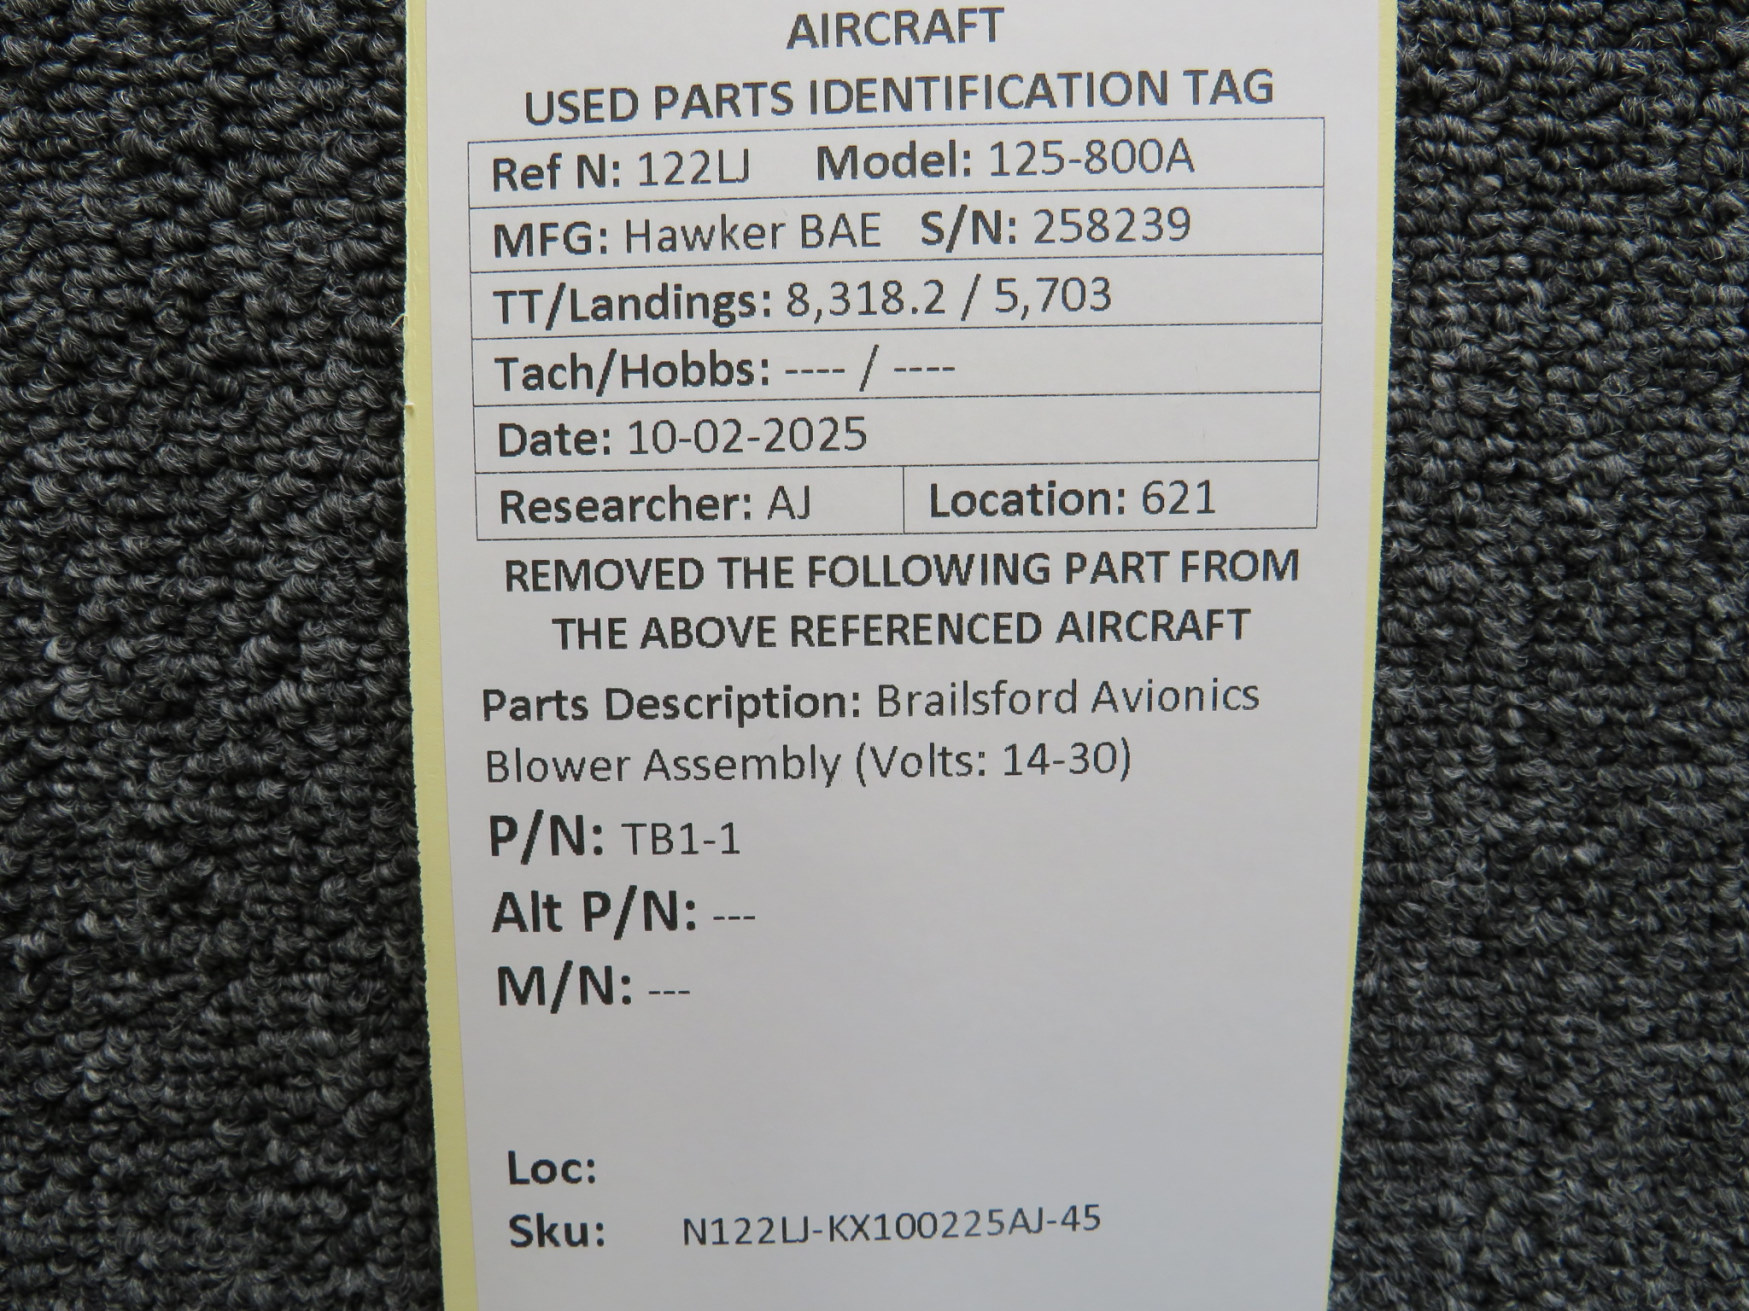 AIRCRAFT
USED PARTS IDENTIFICATION TAG
Ref N: 122LJ Model: 125-800A
MFG: Hawker BAE S/N: 258239
TT/Landings: 8,318.2 / 5,703
Tach/Hobbs: ---- / ----
Date: 10-02-2025
Researcher: AJ Location: 621
REMOVED THE FOLLOWING PART FROM
THE ABOVE REFERENCED AIRCRAFT
Parts Description: Brailsford Avionics
Blower Assembly (Volts: 14-30)
P/N: TB1-1
Alt P/N: ---
M/N: ---
Loc:
Sku: N122LJ-KX100225AJ-45